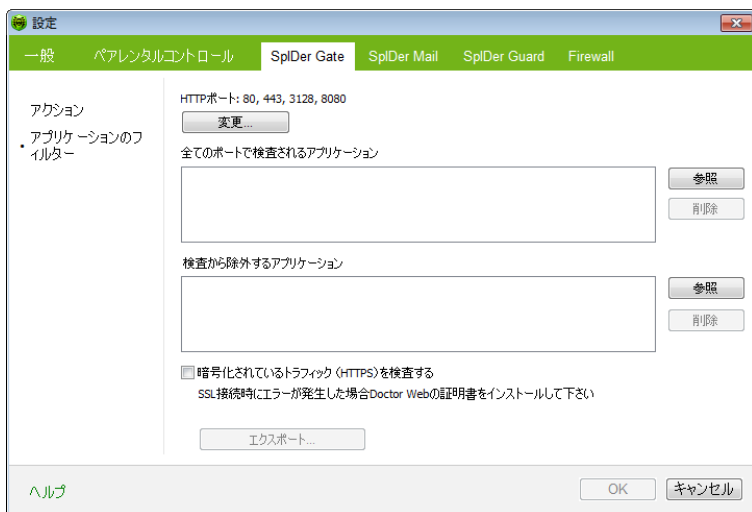 設定
一般 ペアレンタルコントロール SpIDer Gate SpIDer Mail SpIDer Guard Firewall
アクション
アプリケーションのフ
ィルター
HTTPポート: 80, 443, 3128, 8080
変更...
全てのポートで検査されるアプリケーション
参照
削除
検査から除外するアプリケーション
参照
削除
暗号化されているトラフィック (HTTPS)を検査する
SSL接続時にエラーが発生した場合Doctor Webの証明書をインストールして下さい
エクスポート...
ヘルプ
OK キャンセル